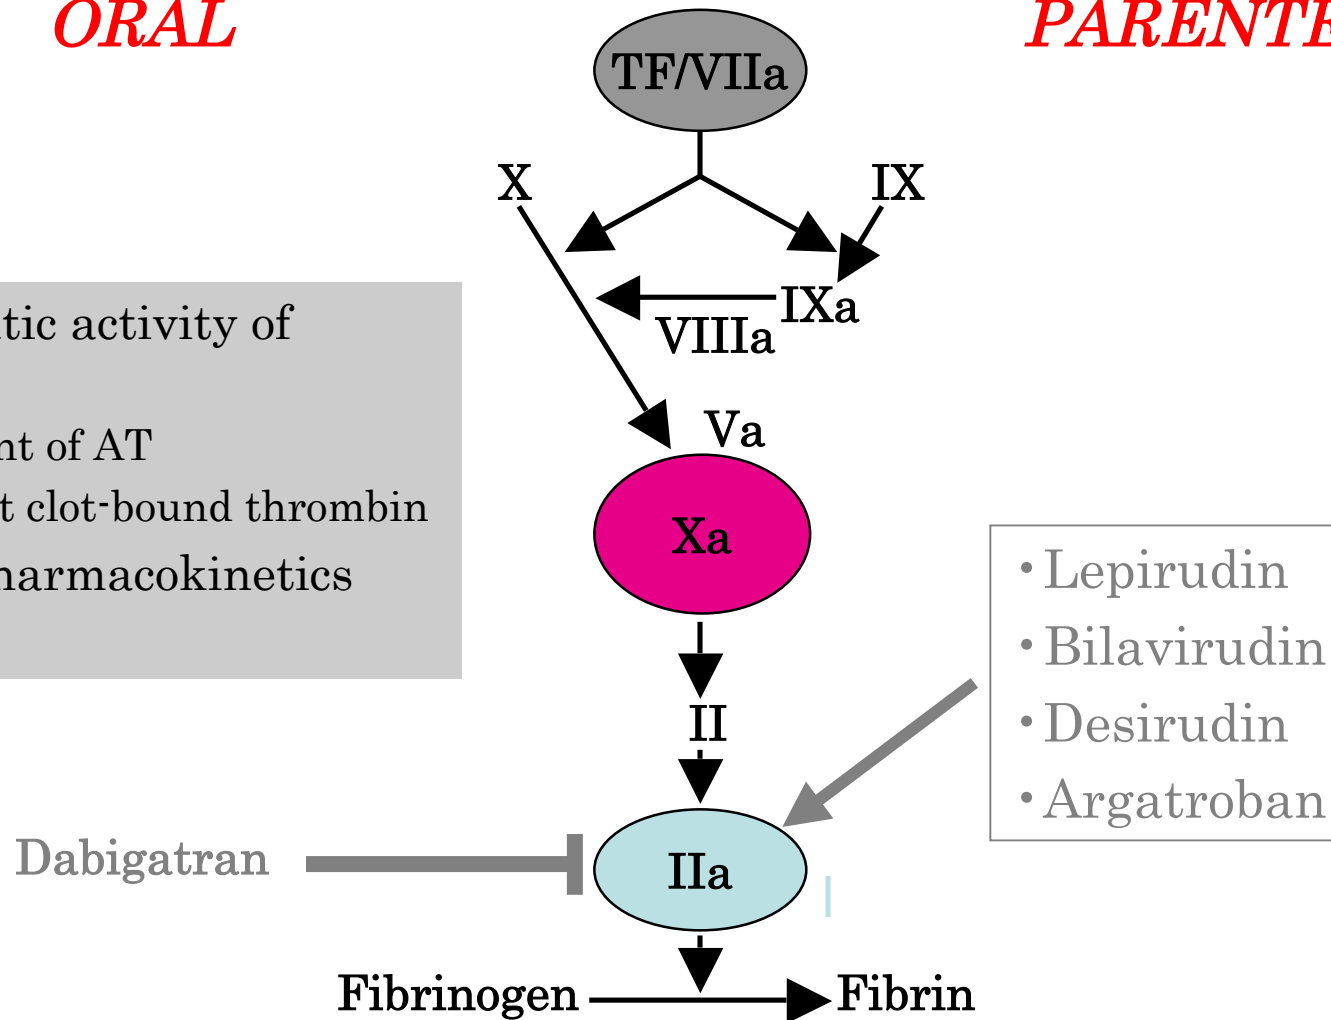 ORAL
PARENTE
TF/VIIa
X
IX
IXa
VIIIa
tic activity of
nt of AT
t clot-bound thrombin
harmacokinetics
Va
Xa
• Lepirudin
• Bilavirudin
• Desirudin
• Argatroban
II
Dabigatran
IIa
Fibrinogen
Fibrin